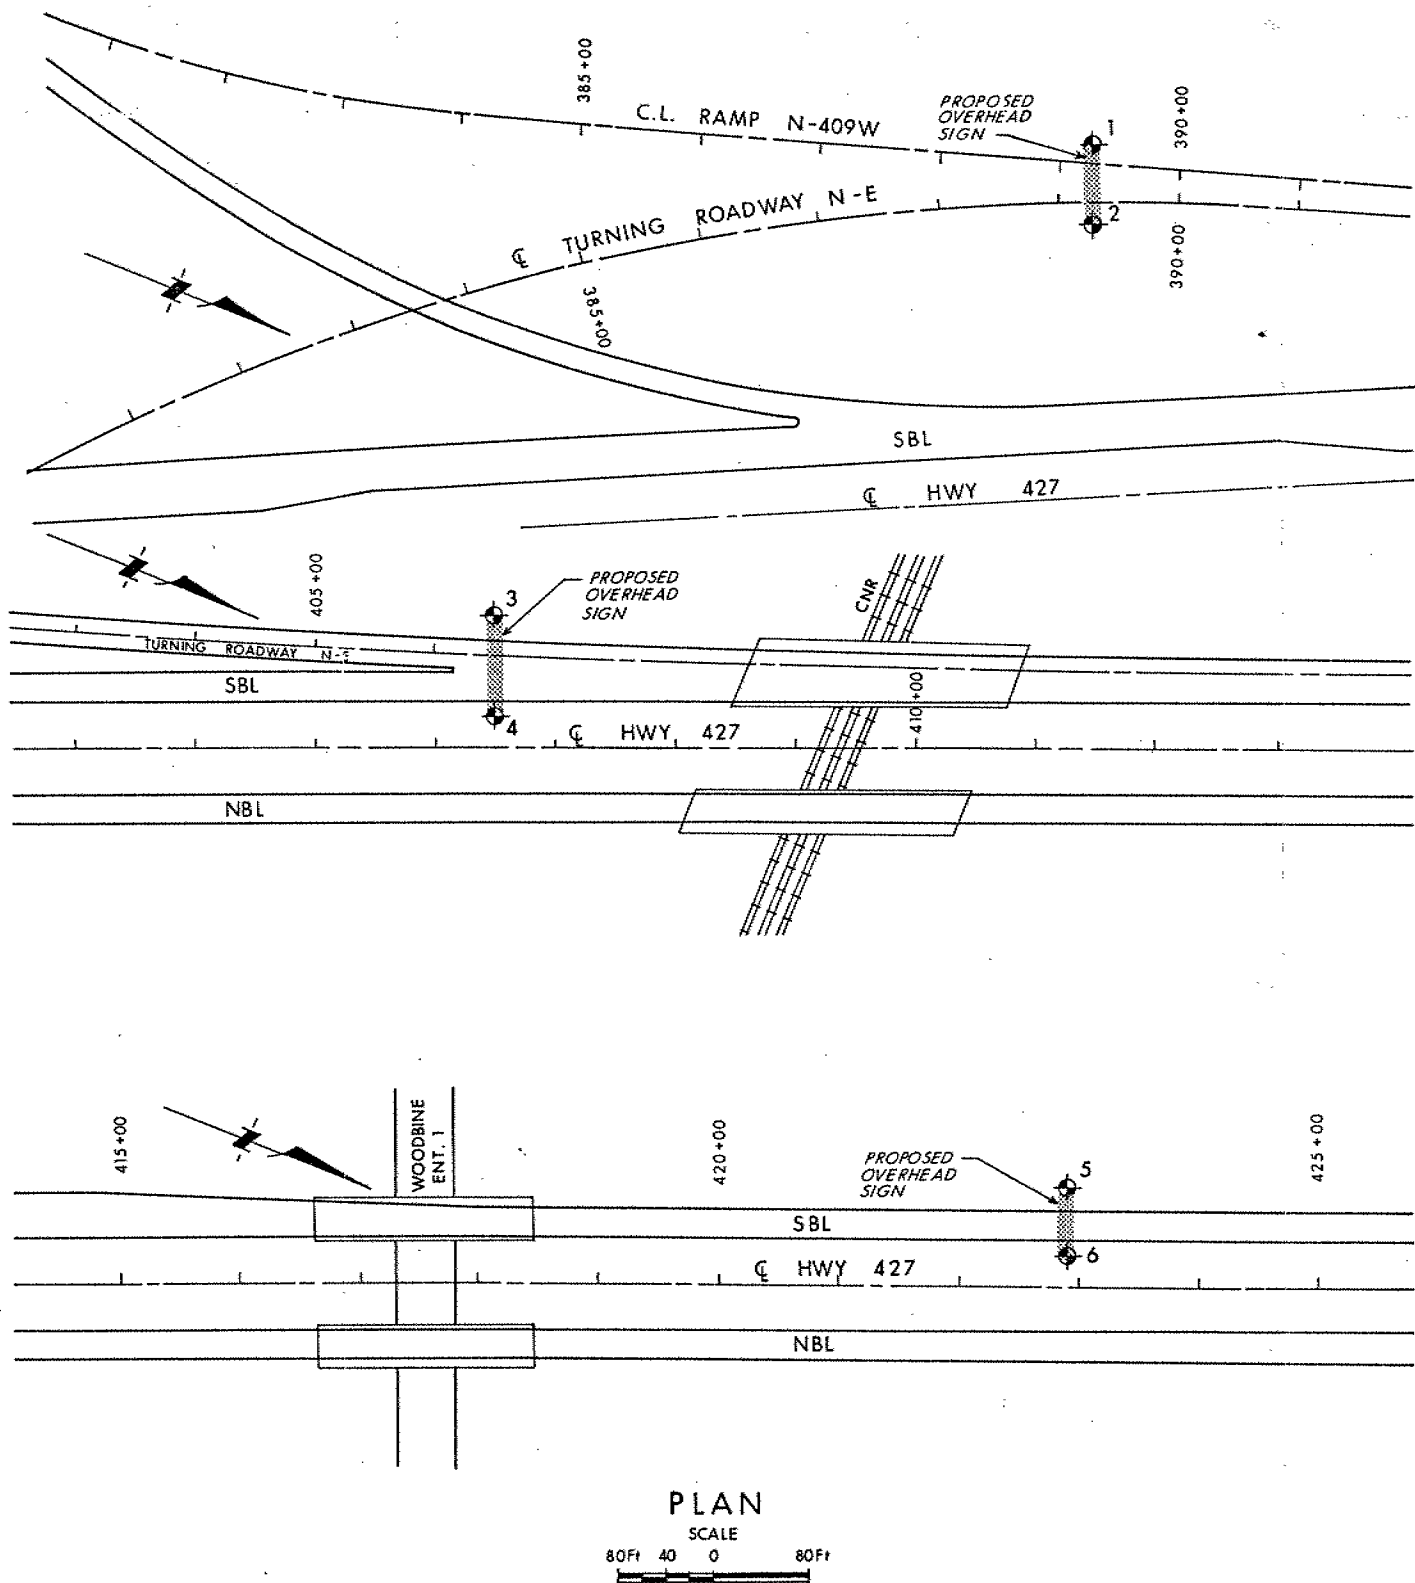 385+00
C.L. RAMP N-409W
PROPOSED
OVERHEAD
SIGN
1
390+00
℄ TURNING ROADWAY N-E
2
390+00
385+00
SBL
℄ HWY 427
405+00
3
PROPOSED
OVERHEAD
SIGN
CNR
TURNING ROADWAY N-E
SBL
4
℄ HWY 427
410+00
NBL
415+00
WOODBINE
ENT. 1
420+00
PROPOSED
OVERHEAD
SIGN
5
425+00
SBL
6
℄ HWY 427
NBL
PLAN
SCALE
80Ft 40 0 80Ft